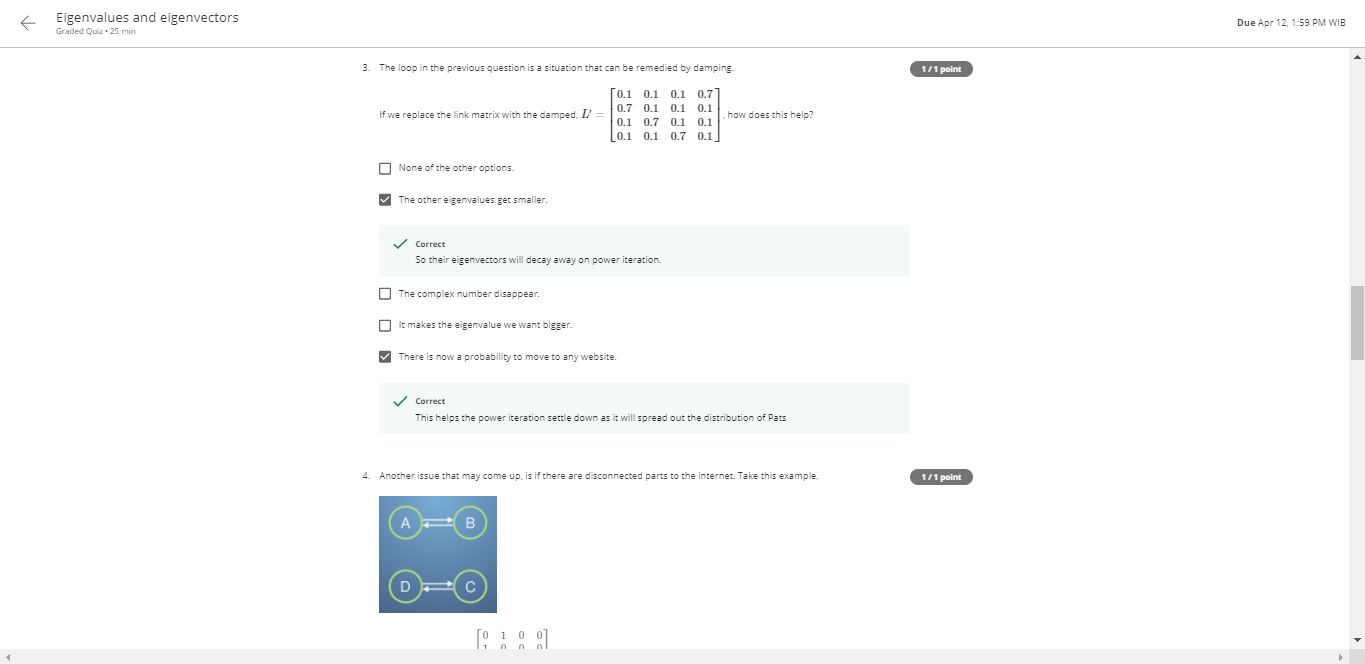 Eigenvalues and eigenvectors
Graded Quiz • 25 min
Due Apr 12, 1:59 PM WIB
3. The loop in the previous question is a situation that can be remedied by damping.
1 / 1 point
If we replace the link matrix with the damped, L' = [0.1 0.1 0.1 0.7
0.7 0.1 0.1 0.1
0.1 0.7 0.1 0.1
0.1 0.1 0.7 0.1], how does this help?
None of the other options.
The other eigenvalues get smaller.
Correct
So their eigenvectors will decay away on power iteration.
The complex number disappear.
It makes the eigenvalue we want bigger.
There is now a probability to move to any website.
Correct
This helps the power iteration settle down as it will spread out the distribution of Pats
4. Another issue that may come up, is if there are disconnected parts to the internet. Take this example,
1 / 1 point
A B
D C
[0 1 0 0]
1 0 0 0